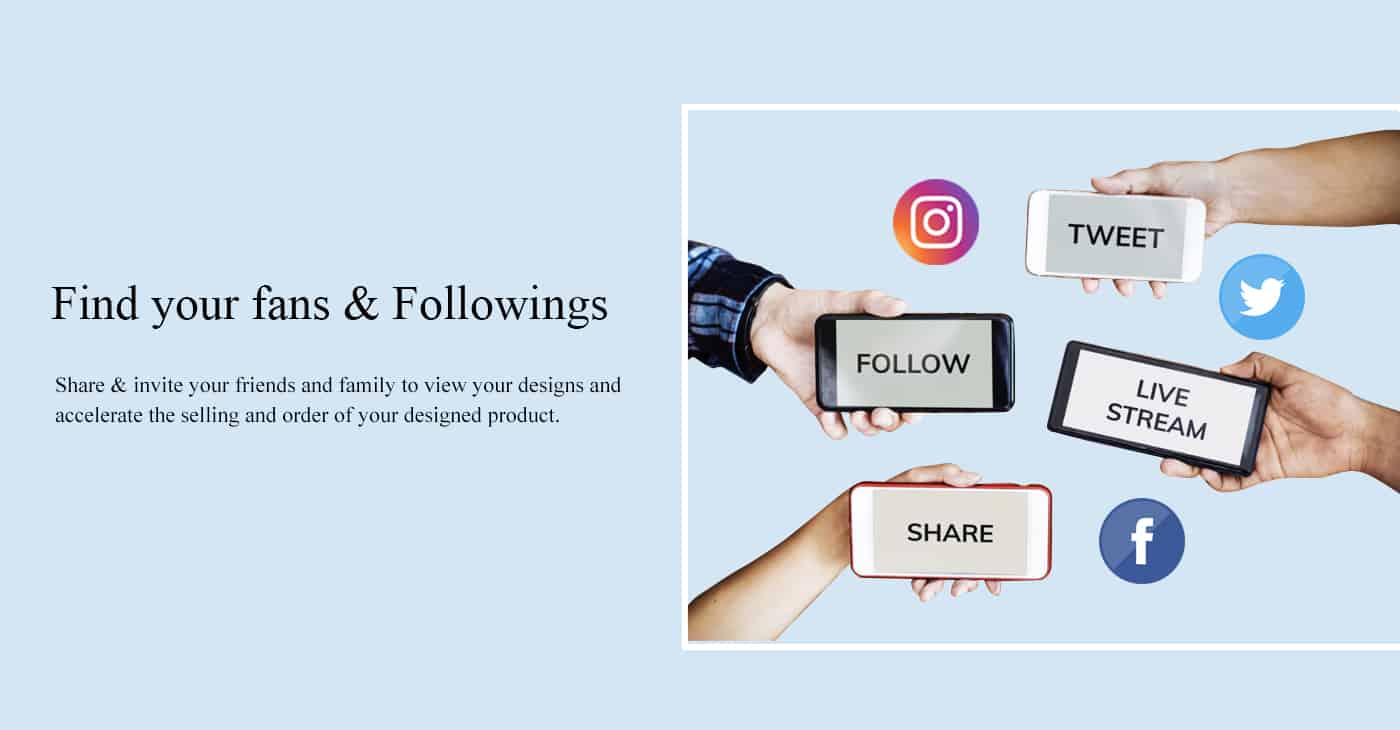 Find your fans & Followings
Share & invite your friends and family to view your designs and
accelerate the selling and order of your designed product.
TWEET
FOLLOW
LIVE
STREAM
SHARE